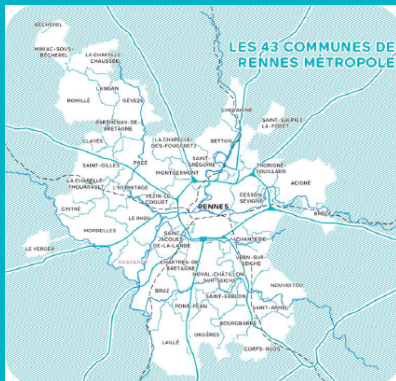 LES 43 COMMUNES DE
RENNES MÉTROPOLE
BÉCHEREL
MINIAC-SOUS-
BÉCHEREL
LA CHAPELLE
CHAUSSÉE
LANGAN
ROMILLÉ
GÉVEZÉ
PARTHENAY-DE-
BRETAGNE
CLAYES
SAINT-GILLES
PACÉ
LA CHAPELLE-
DES-FOUGERETZ
MONTGERMONT
SAINT-
GRÉGOIRE
BETTON
CHEVAIGNÉ
SAINT-SULPICE-
LA-FORÊT
THORIGNÉ-
FOUILLARD
ACIGNÉ
CESSON-
SÉVIGNÉ
BRÉCÉ
LA CHAPELLE-
THOUARAULT
L'HERMITAGE
VEZIN-LE-
COQUET
RENNES
CINTRÉ
LE RHEU
MORDELLES
SAINT-
JACQUES-
DE-LA-LANDE
CHANTEPIE
LE VERGER
CHAVAGNE
CHARTRES-DE-
BRETAGNE
VERN-SUR-
SEICHE
NOYAL-CHÂTILLON
SUR-SEICHE
NOUVOITOU
BRUZ
SAINT-ERBLON
PONT-PÉAN
SAINT-ARMEL
BOURGBARRÉ
ORGÈRES
LAILLÉ
CORPS-NUDS